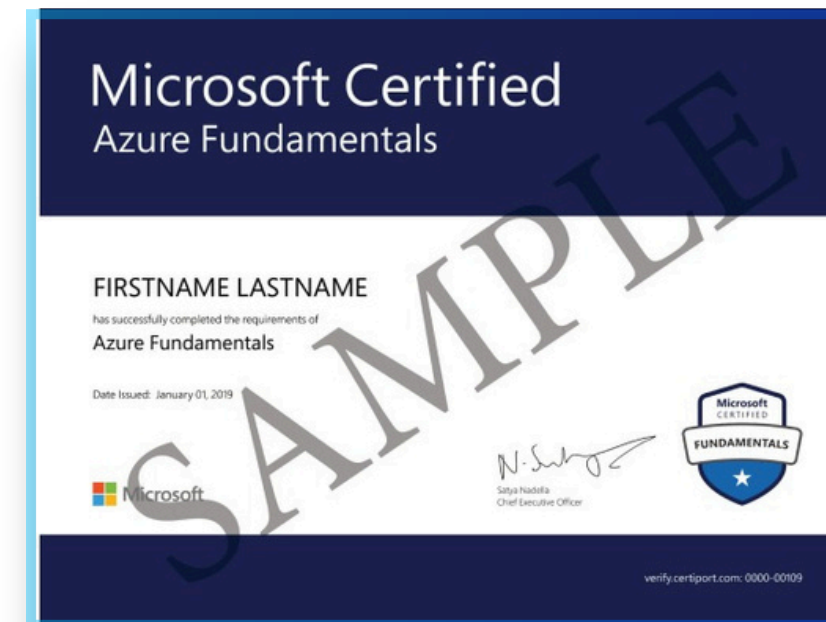 Microsoft Certified
Azure Fundamentals
FIRSTNAME LASTNAME
has successfully completed the requirements of
Azure Fundamentals
Date Issued: January 01, 2019
SAMPLE
Microsoft
CERTIFIED
FUNDAMENTALS
N. Sat
Satya Nadella
Chief Executive Officer
Microsoft
verify.certiport.com: 0000-00109